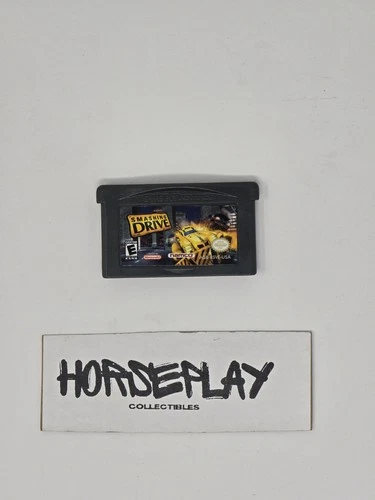 SMASHING
DRIVE
E
Nintendo
namco
HORSEPLAY
COLLECTIBLES